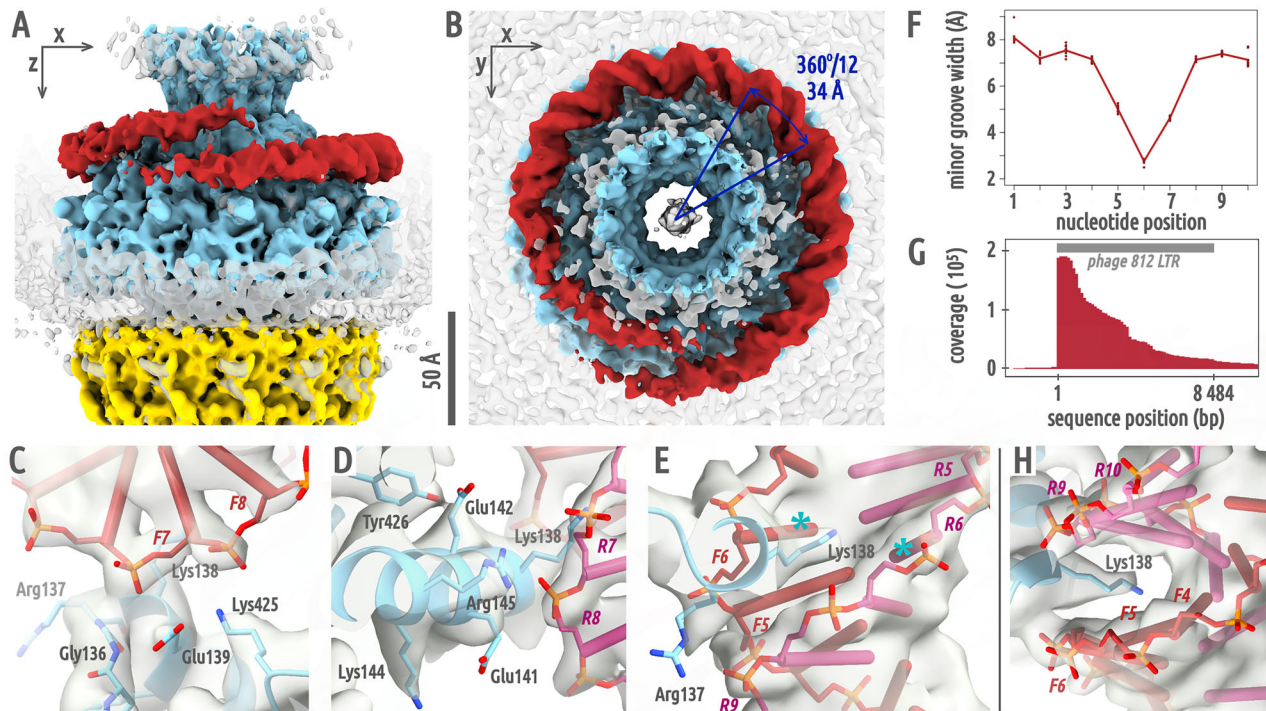 A
x
z
50 Å
B
x
y
360°/12
34 Å
F
minor groove width (Å)
8
6
4
2
1
3
5
7
9
nucleotide position
G
coverage ( 10⁵)
2
1
0
phage 812 LTR
1
8 484
sequence position (bp)
C
F8
F7
Lys138
Arg137
Lys425
Gly136
Glu139
D
Glu142
Tyr426
Lys138
R7
Arg145
R8
Lys144
Glu141
E
R5
*
R6
Lys138
*
F6
F5
Arg137
R9
H
R10
R9
Lys138
F4
F5
F6